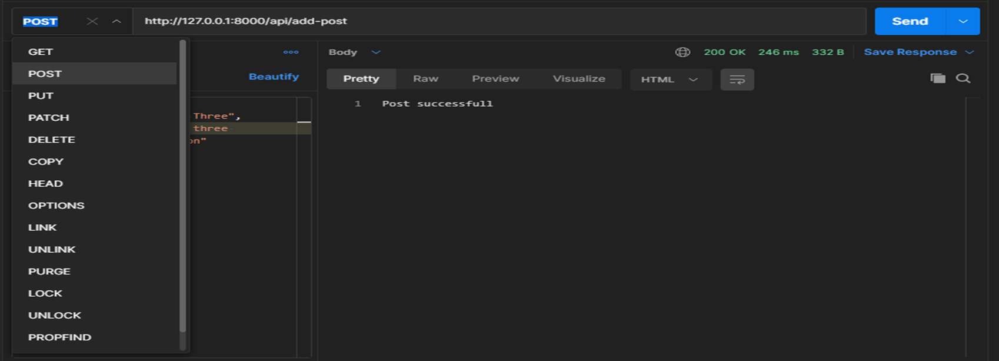 POST http://127.0.0.1:8000/api/add-post Send
GET
POST
PUT
PATCH
DELETE
COPY
HEAD
OPTIONS
LINK
UNLINK
PURGE
LOCK
UNLOCK
PROPFIND
Beautify
Three",
three
on"
Body 200 OK 246 ms 332 B Save Response
Pretty Raw Preview Visualize HTML
1 Post successfull